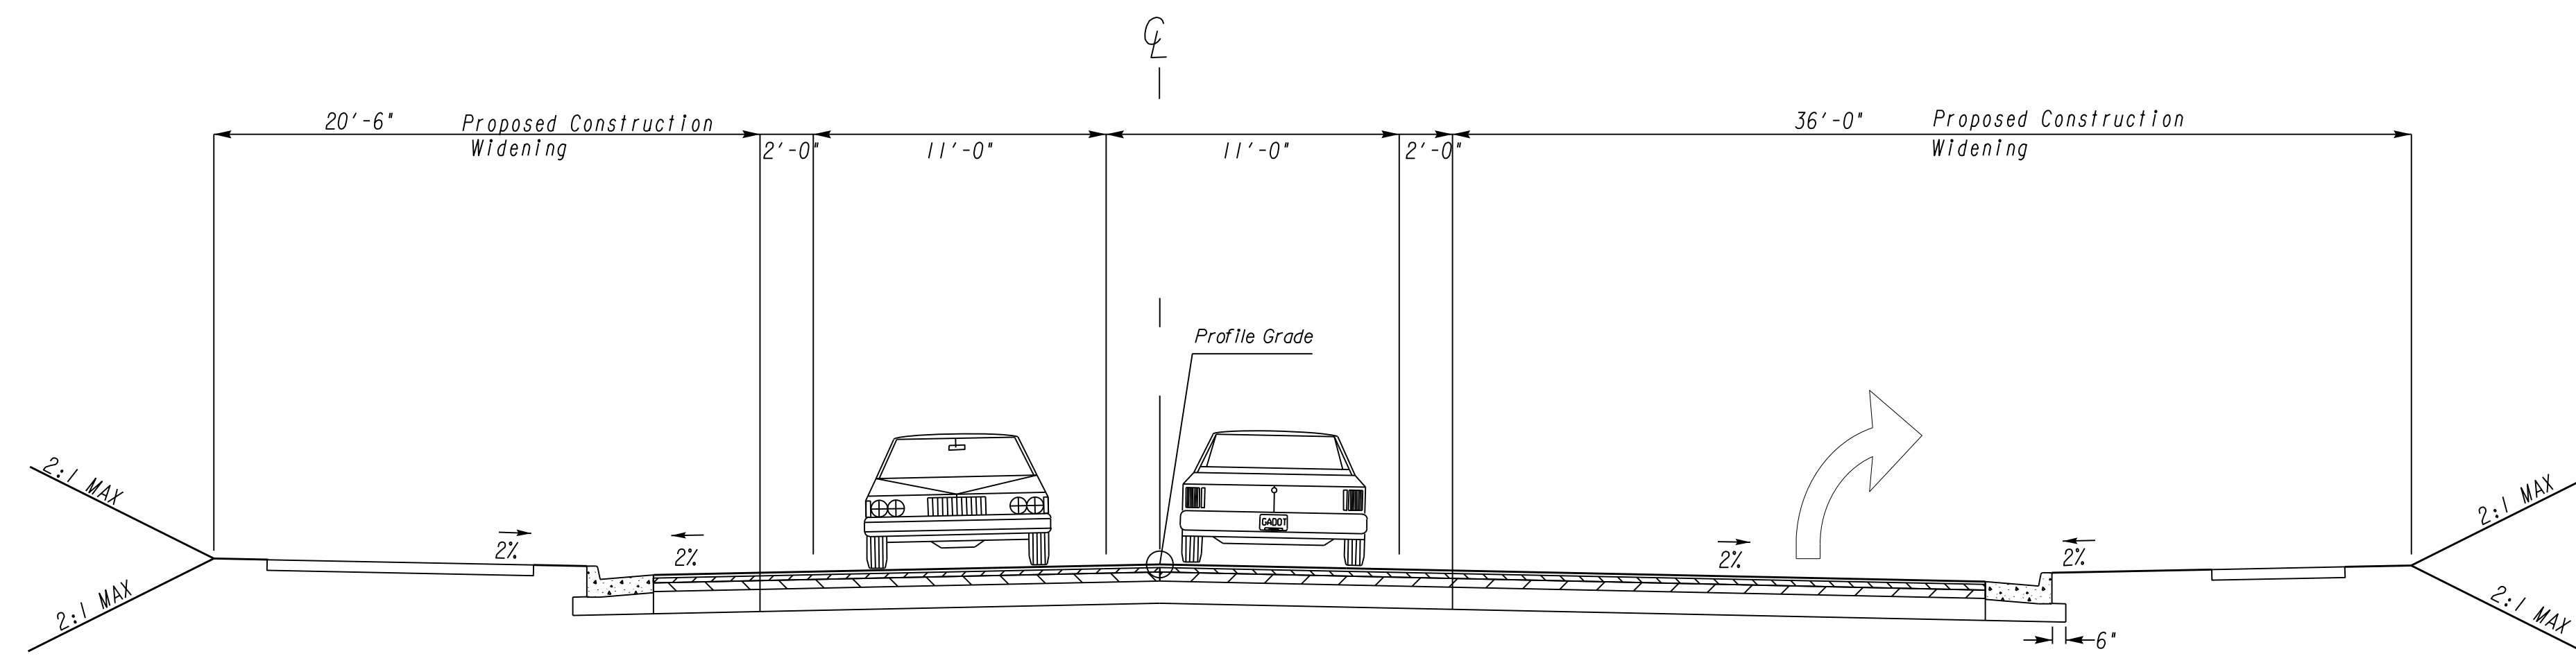 ℄
20'-6" Proposed Construction
Widening
2'-0"
11'-0"
11'-0"
2'-0"
36'-0" Proposed Construction
Widening
Profile Grade
2:1 MAX
2:1 MAX
2%
2%
GADOT
2%
2%
2:1 MAX
2:1 MAX
6"